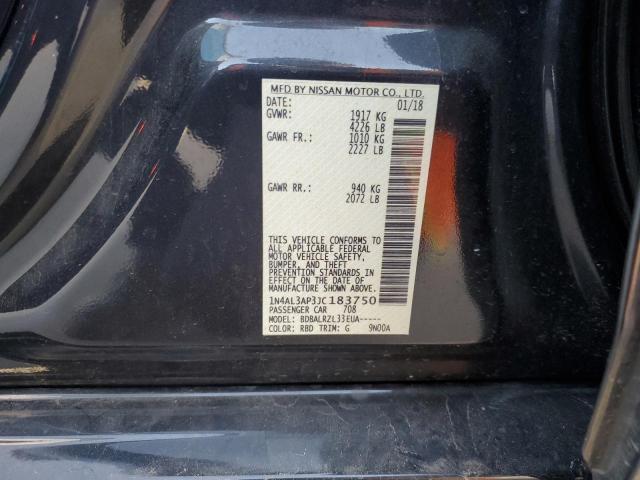 MFD BY NISSAN MOTOR CO., LTD.
DATE: 01/18
GVWR: 1917 KG
4226 LB
GAWR FR.: 1010 KG
2227 LB
GAWR RR.: 940 KG
2072 LB
THIS VEHICLE CONFORMS TO
ALL APPLICABLE FEDERAL
MOTOR VEHICLE SAFETY,
BUMPER, AND THEFT
PREVENTION STANDARDS IN
EFFECT ON THE DATE OF
MANUFACTURE SHOWN ABOVE.
1N4AL3AP3JC183750
PASSENGER CAR 708
MODEL: BDBALRZL33EUA-----
COLOR: RBD TRIM: G 9N00A